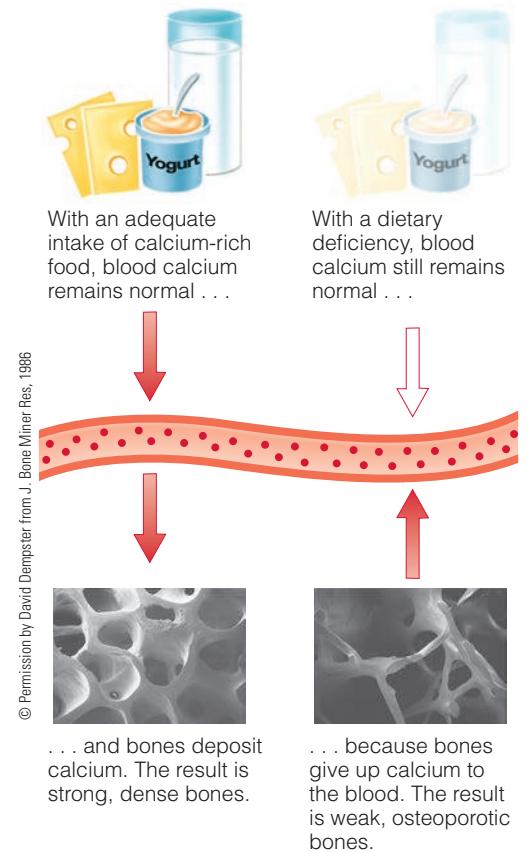 Yogurt
Yogurt
With an adequate
intake of calcium-rich
food, blood calcium
remains normal . . .
With a dietary
deficiency, blood
calcium still remains
normal . . .
© Permission by David Dempster from J. Bone Miner Res, 1986
. . . and bones deposit
calcium. The result is
strong, dense bones.
. . . because bones
give up calcium to
the blood. The result
is weak, osteoporotic
bones.